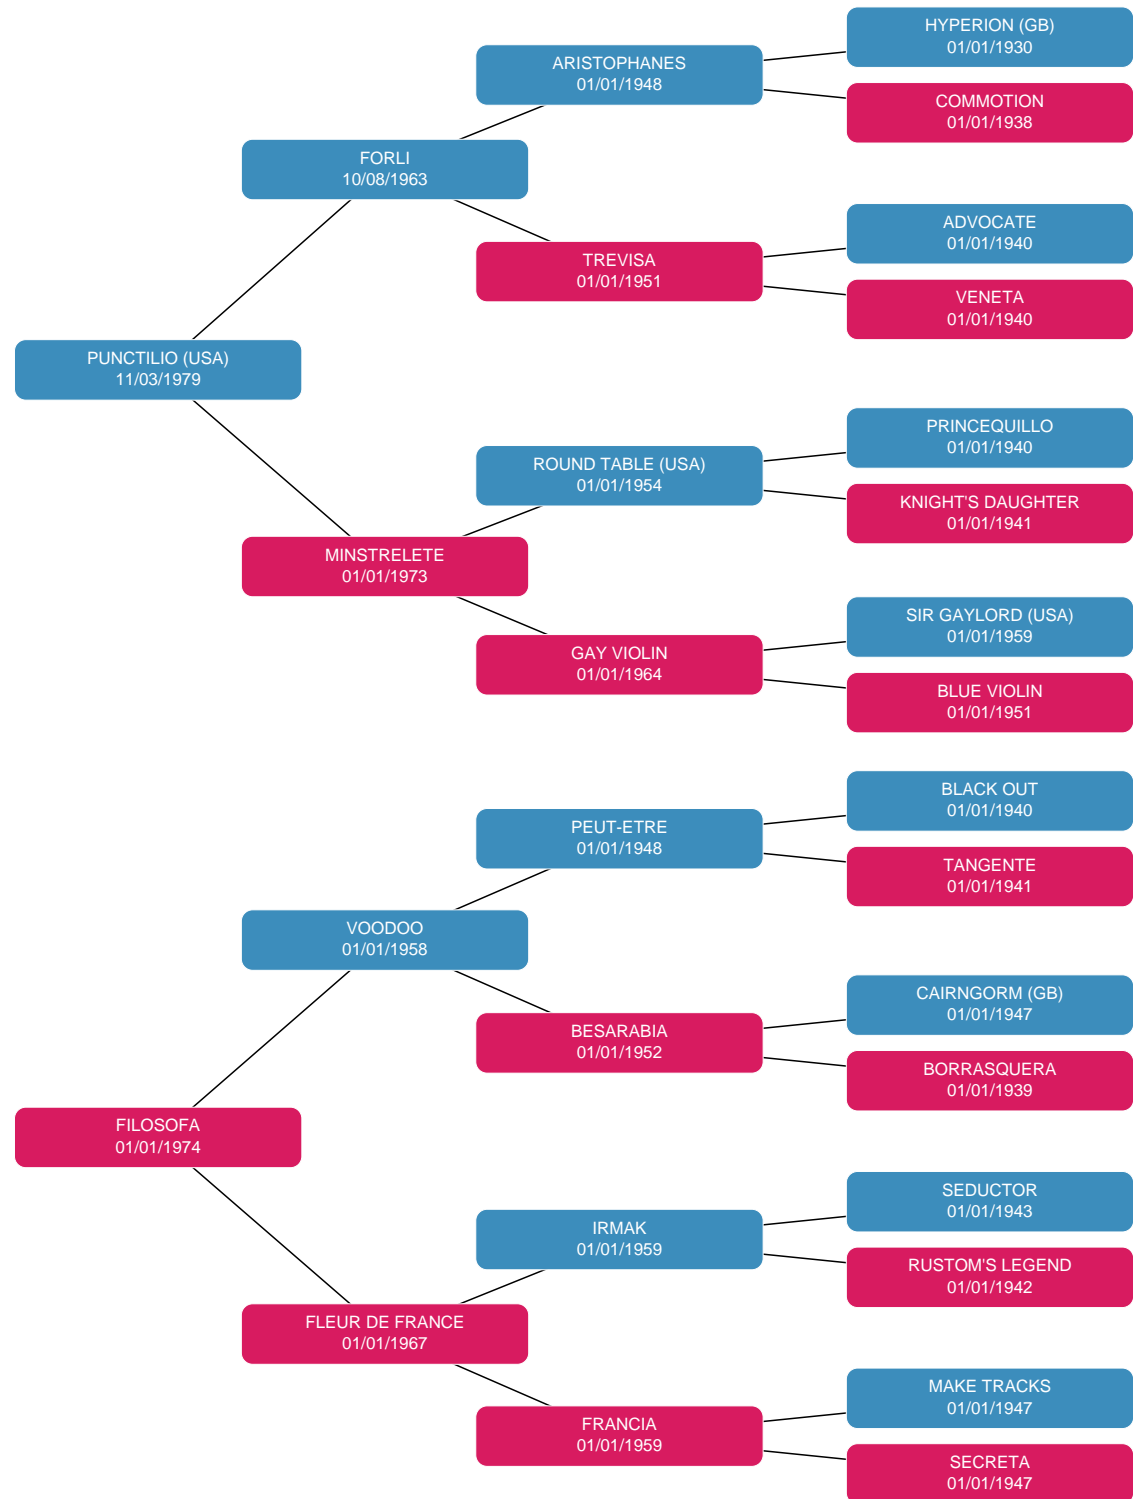 HYPERION (GB)
01/01/1930
ARISTOPHANES
01/01/1948
COMMOTION
01/01/1938
FORLI
10/08/1963
ADVOCATE
01/01/1940
TREVISA
01/01/1951
VENETA
01/01/1940
PUNCTILIO (USA)
11/03/1979
PRINCEQUILLO
01/01/1940
ROUND TABLE (USA)
01/01/1954
KNIGHT'S DAUGHTER
01/01/1941
MINSTRELETE
01/01/1973
SIR GAYLORD (USA)
01/01/1959
GAY VIOLIN
01/01/1964
BLUE VIOLIN
01/01/1951
BLACK OUT
01/01/1940
PEUT-ETRE
01/01/1948
TANGENTE
01/01/1941
VOODOO
01/01/1958
CAIRNGORM (GB)
01/01/1947
BESARABIA
01/01/1952
BORRASQUERA
01/01/1939
FILOSOFA
01/01/1974
SEDUCTOR
01/01/1943
IRMAK
01/01/1959
RUSTOM'S LEGEND
01/01/1942
FLEUR DE FRANCE
01/01/1967
MAKE TRACKS
01/01/1947
FRANCIA
01/01/1959
SECRETA
01/01/1947